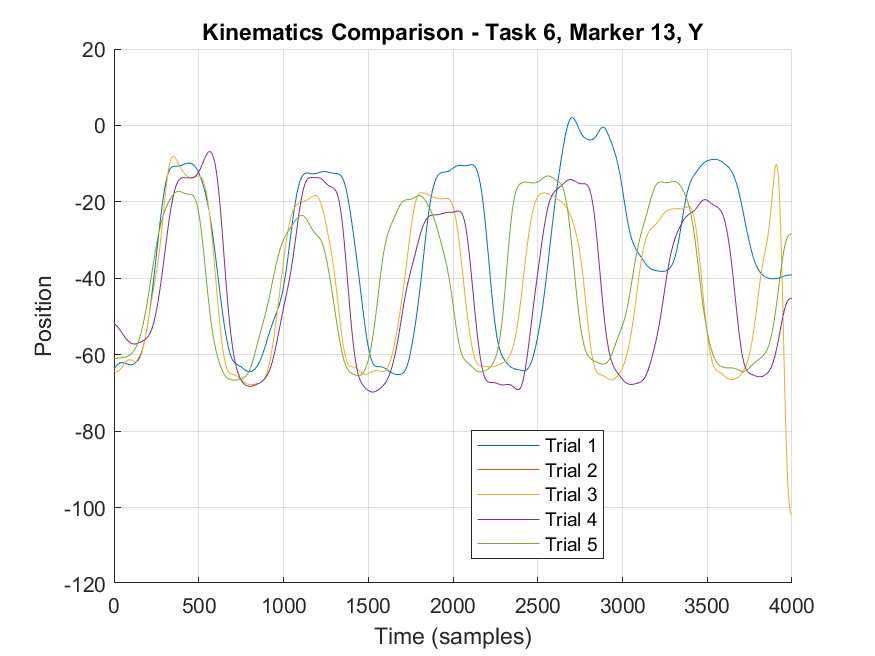 Kinematics Comparison - Task 6, Marker 13, Y
20
0
-20
-40
-60
-80
-100
-120
Position
Trial 1
Trial 2
Trial 3
Trial 4
Trial 5
0 500 1000 1500 2000 2500 3000 3500 4000
Time (samples)